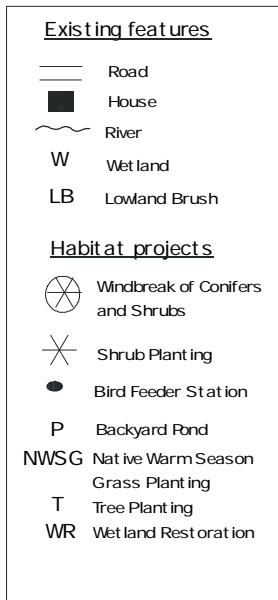 Existing features
Road
House
River
W Wetland
LB Lowland Brush
Habitat projects
Windbreak of Conifers
and Shrubs
Shrub Planting
Bird Feeder Station
P Backyard Pond
NWSG Native Warm Season
Grass Planting
T Tree Planting
WR Wetland Restoration